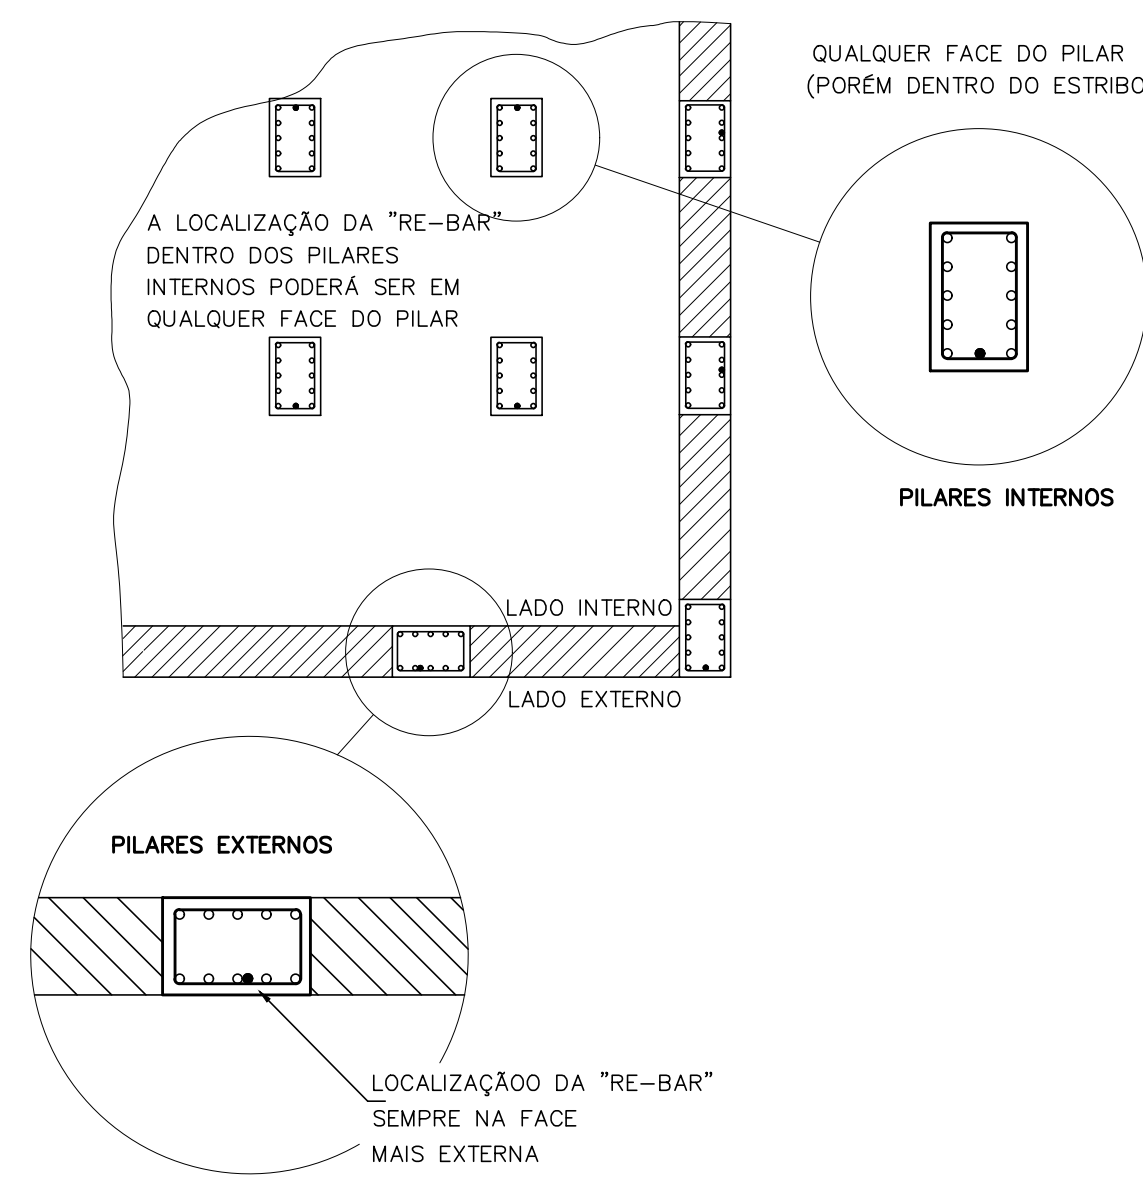 QUALQUER FACE DO PILAR
(PORÉM DENTRO DO ESTRIBO
A LOCALIZAÇÃO DA "RE-BAR"
DENTRO DOS PILARES
INTERNOS PODERÁ SER EM
QUALQUER FACE DO PILAR
PILARES INTERNOS
LADO INTERNO
LADO EXTERNO
PILARES EXTERNOS
LOCALIZAÇÃOO DA "RE-BAR"
SEMPRE NA FACE
MAIS EXTERNA